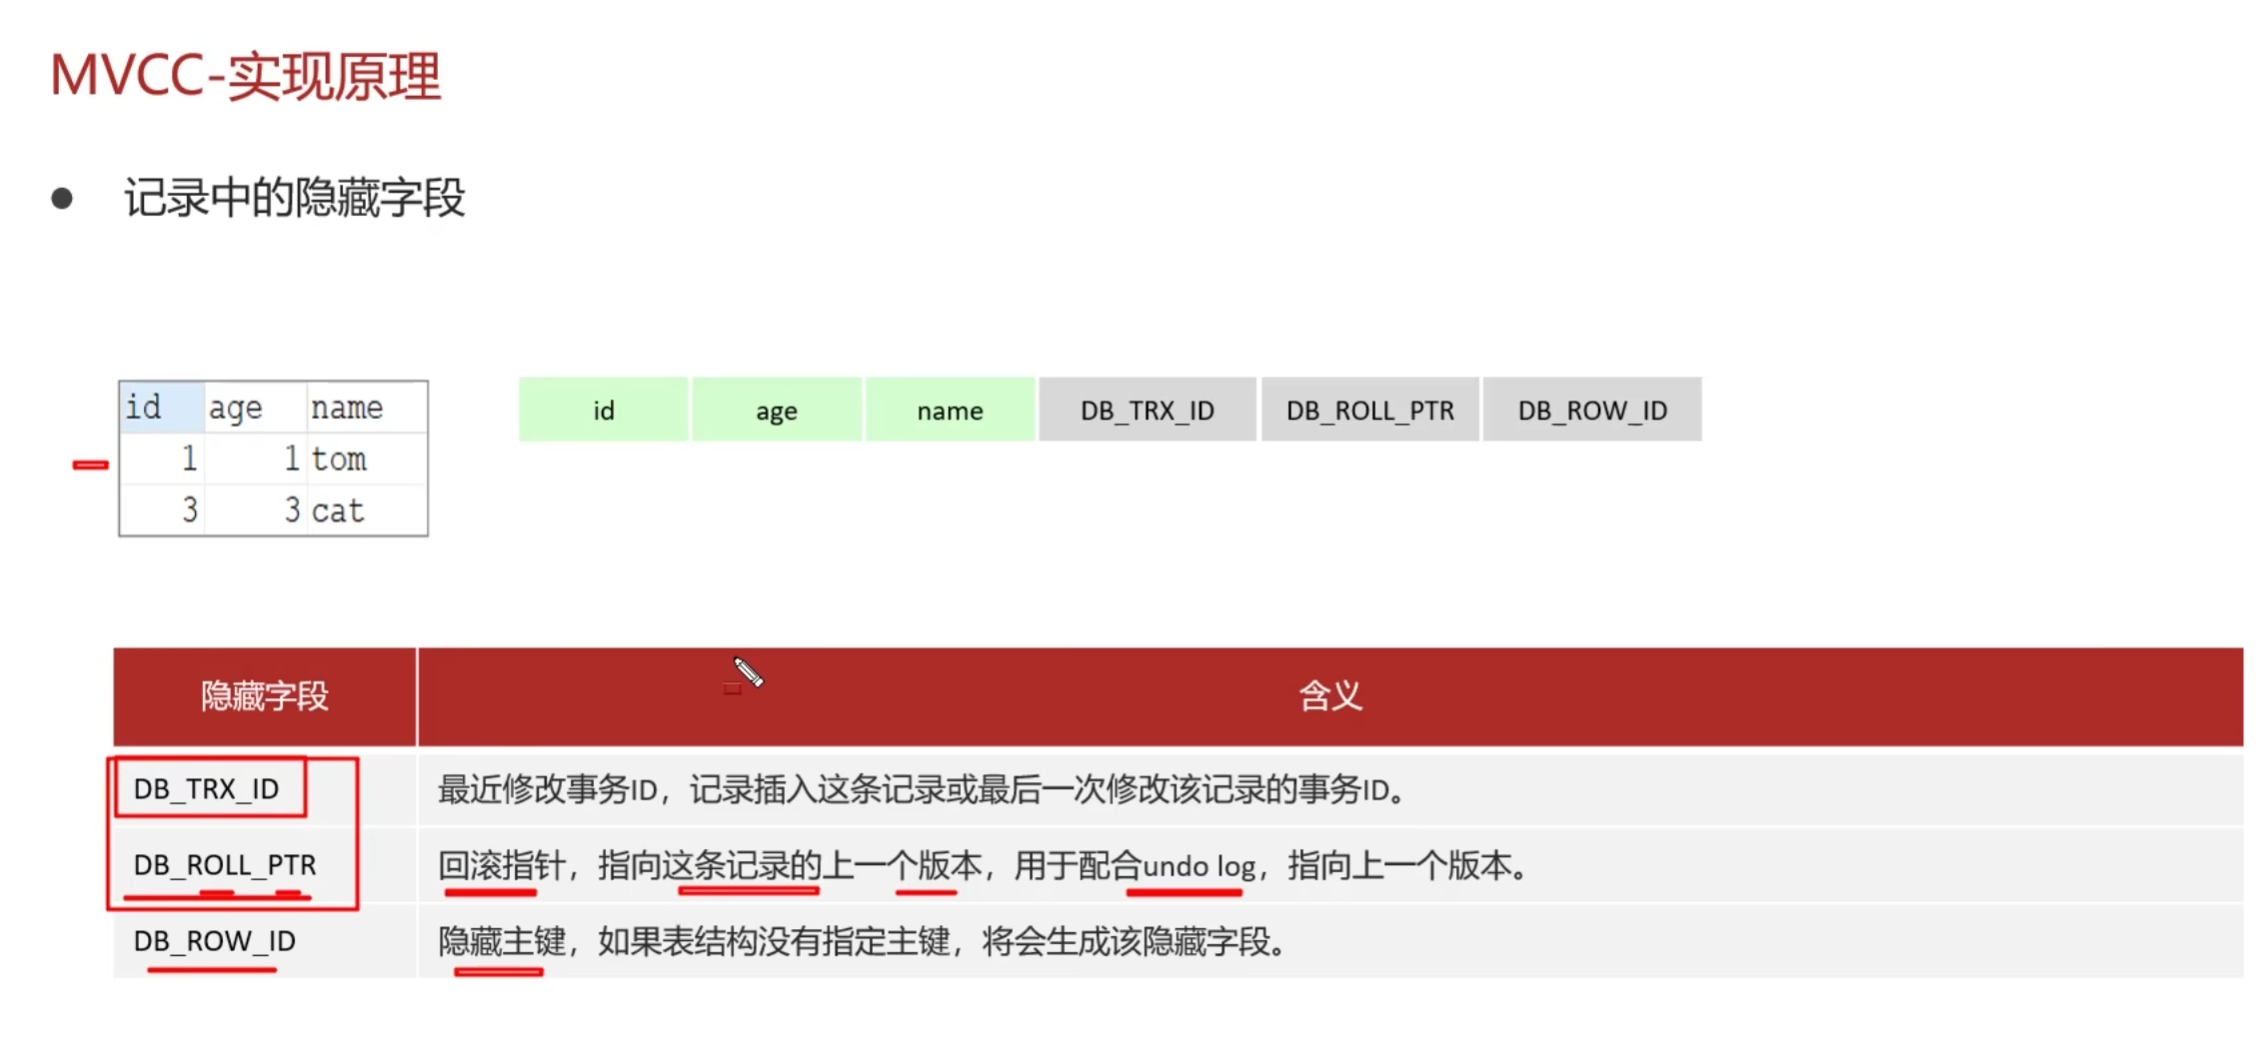 MVCC-实现原理
● 记录中的隐藏字段
id age name
1 1 tom
3 3 cat
id age name DB_TRX_ID DB_ROLL_PTR DB_ROW_ID
隐藏字段 含义
DB_TRX_ID 最近修改事务ID，记录插入这条记录或最后一次修改该记录的事务ID。
DB_ROLL_PTR 回滚指针，指向这条记录的上一个版本，用于配合undo log，指向上一个版本。
DB_ROW_ID 隐藏主键，如果表结构没有指定主键，将会生成该隐藏字段。